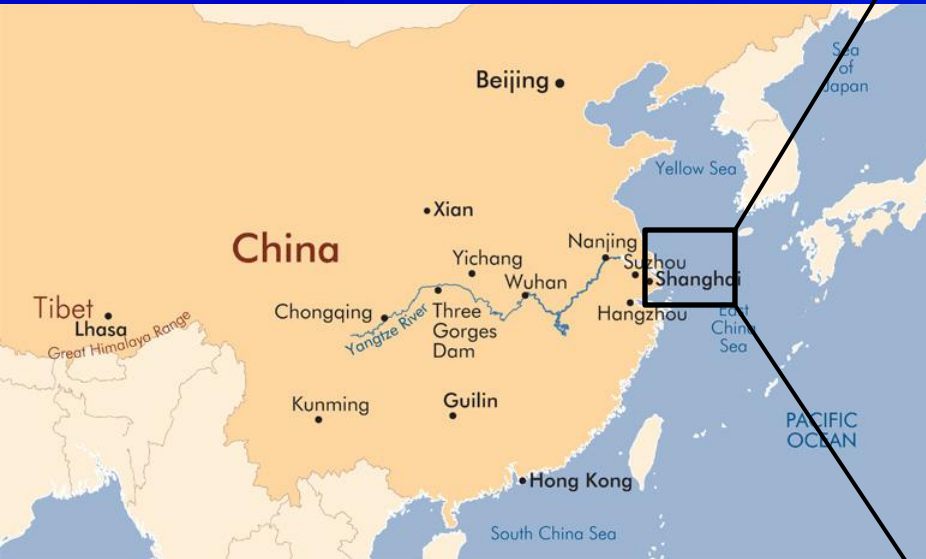 Sea
of
Japan
Beijing
Yellow Sea
Xian
China
Nanjing
Suzhou
Yichang
Shanghai
Wuhan
Tibet
Lhasa
Great Himalaya Range
Chongqing
Yangtze River
Three
Gorges
Dam
Hangzhou
East
China
Sea
Kunming
Guilin
PACIFIC
OCEAN
Hong Kong
South China Sea